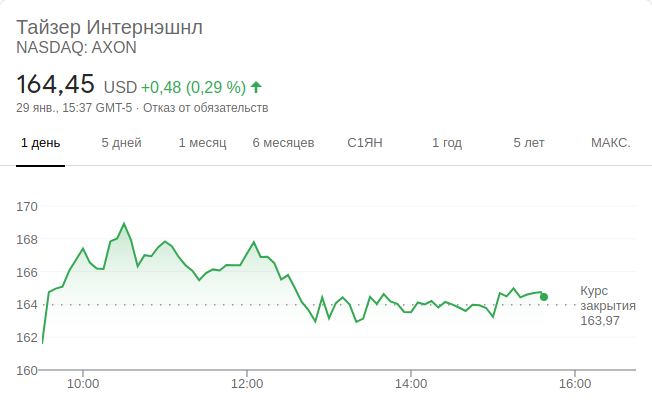 Тайзер Интернэшнл
NASDAQ: AXON
164,45 USD +0,48 (0,29 %)
29 янв., 15:37 GMT-5 · Отказ от обязательств
1 день 5 дней 1 месяц 6 месяцев С1ЯН 1 год 5 лет МАКС.
170
168
166
164
162
160
Курс
закрытия
163,97
10:00 12:00 14:00 16:00